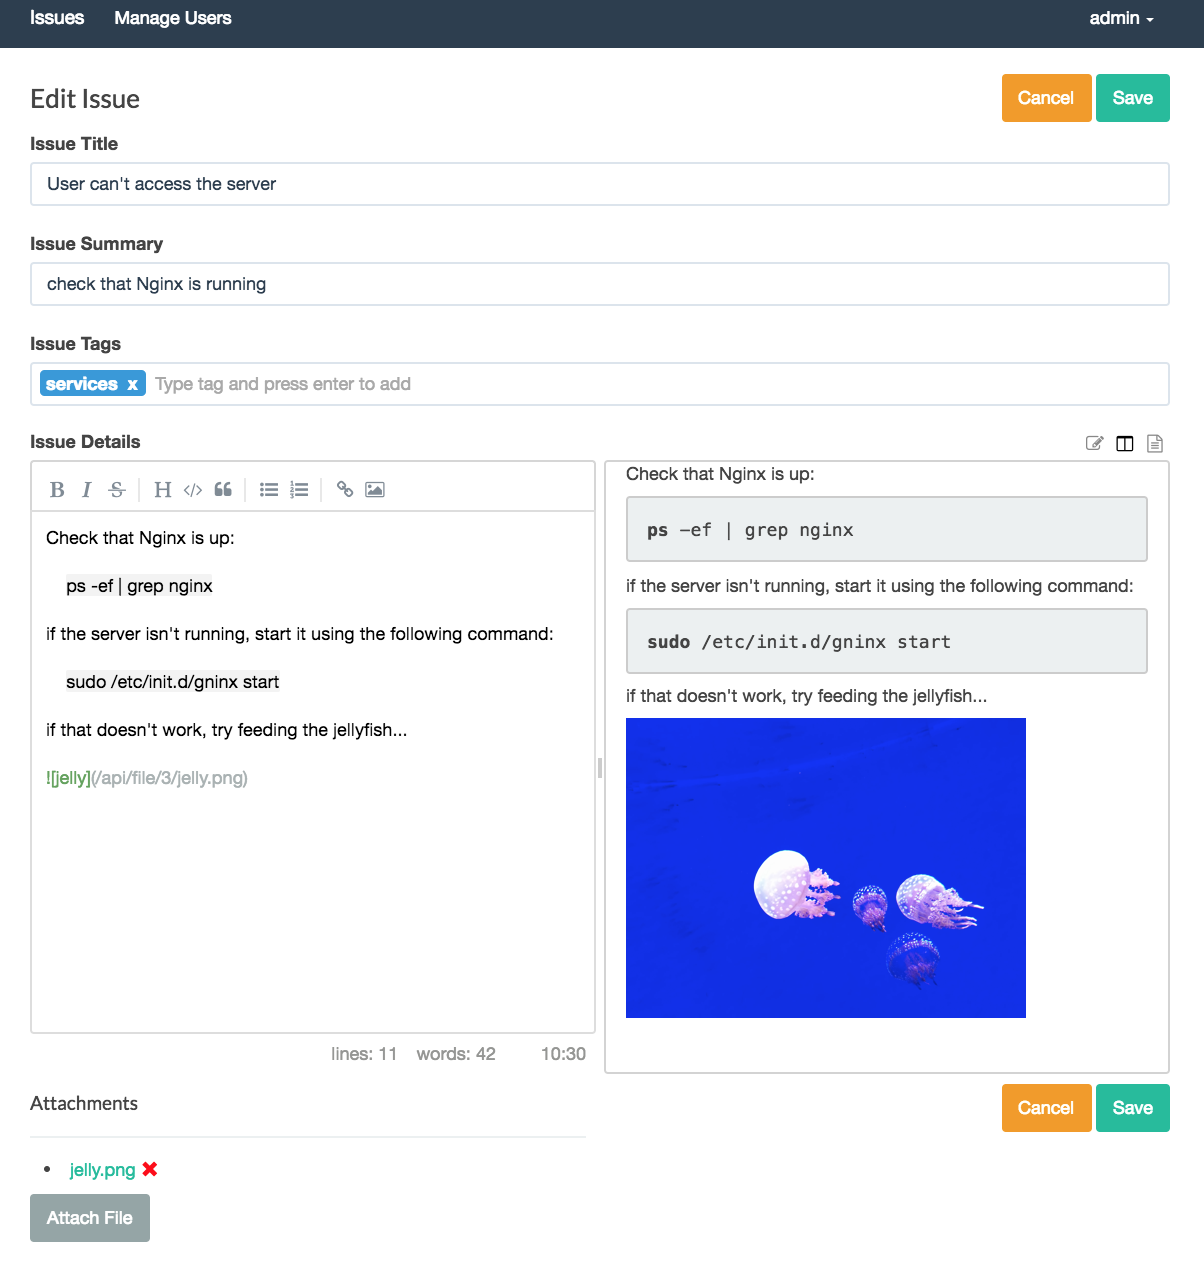 Issues Manage Users admin
Edit Issue Cancel Save
Issue Title
User can't access the server
Issue Summary
check that Nginx is running
Issue Tags
services x Type tag and press enter to add
Issue Details
B I S H </>
Check that Nginx is up:
ps -ef | grep nginx
if the server isn't running, start it using the following command:
sudo /etc/init.d/gninx start
if that doesn't work, try feeding the jellyfish...
![jelly](/api/file/3/jelly.png)
lines: 11 words: 42 10:30
Check that Nginx is up:
ps -ef | grep nginx
if the server isn't running, start it using the following command:
sudo /etc/init.d/gninx start
if that doesn't work, try feeding the jellyfish...
Attachments
Cancel Save
jelly.png
Attach File